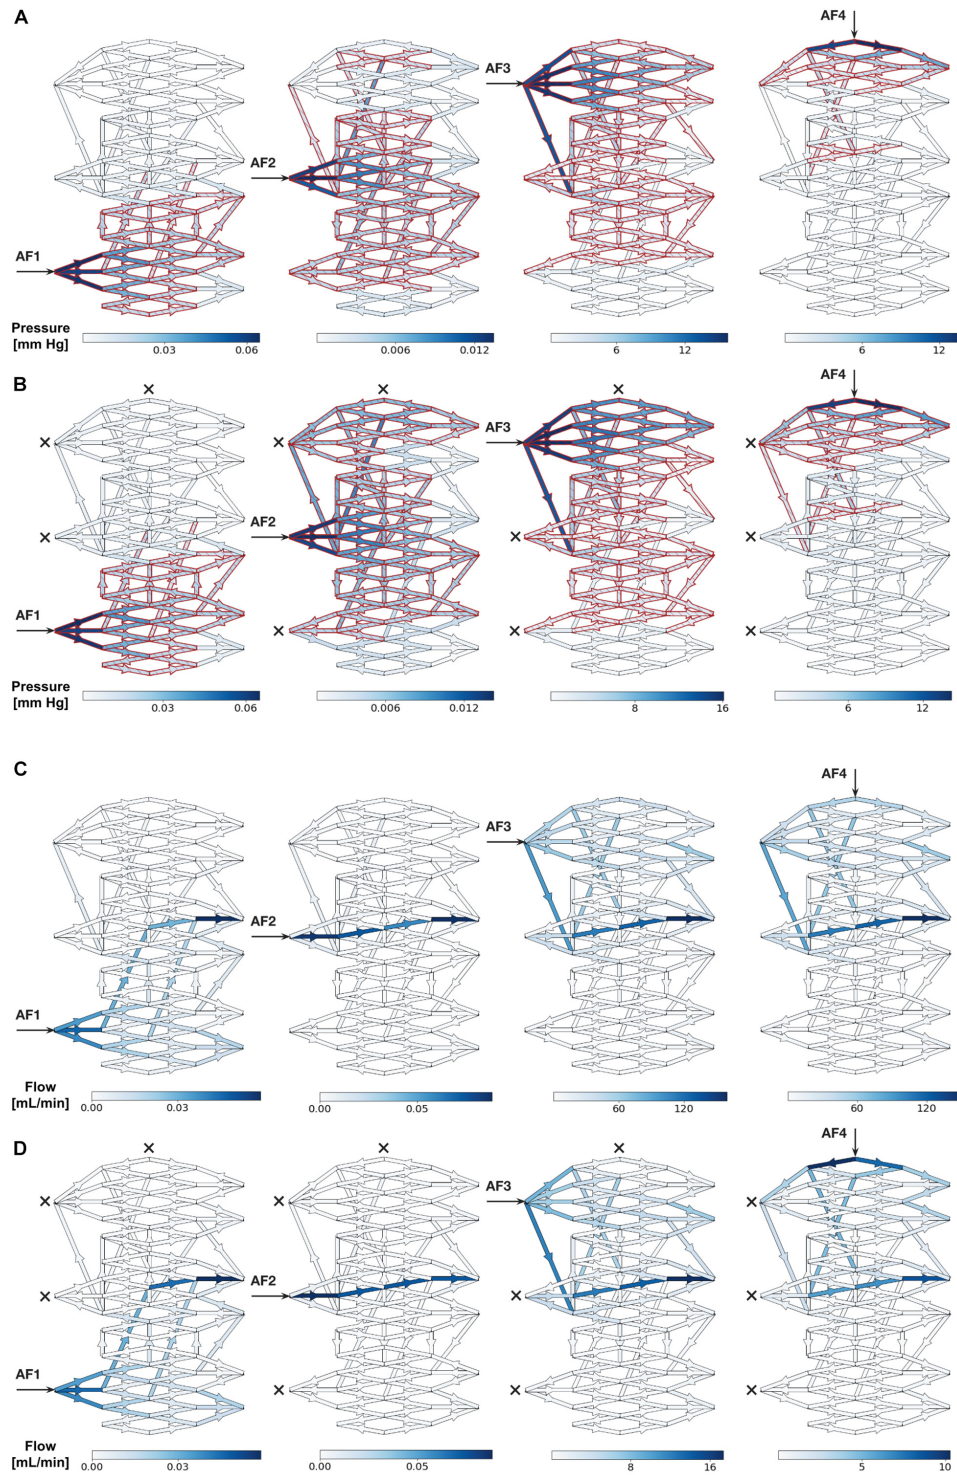 A
AF4
AF3
AF2
AF1
Pressure
[mm Hg]
0.03 0.06
0.006 0.012
6 12
6 12
B
× × AF4
× × AF3 ×
× AF2 × ×
AF1 × × ×
Pressure
[mm Hg]
0.03 0.06
0.006 0.012
8 16
6 12
C
AF4
AF3
AF2
AF1
Flow
[mL/min]
0.00 0.03
0.00 0.05
60 120
60 120
D
× × × AF4
× × AF3 ×
× AF2 × ×
AF1 × × ×
Flow
[mL/min]
0.00 0.03
0.00 0.05
8 16
5 10